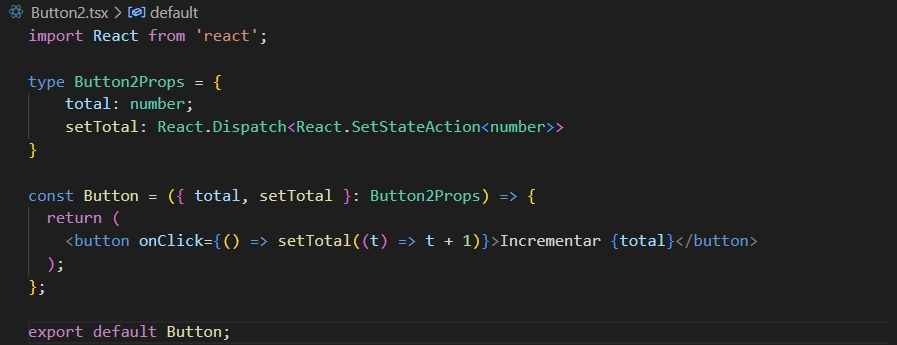 Button2.tsx > default
import React from 'react';
type Button2Props = {
    total: number;
    setTotal: React.Dispatch<React.SetStateAction<number>>
}
const Button = ({ total, setTotal }: Button2Props) => {
  return (
    <button onClick={() => setTotal((t) => t + 1)}>Incrementar {total}</button>
  );
};
export default Button;